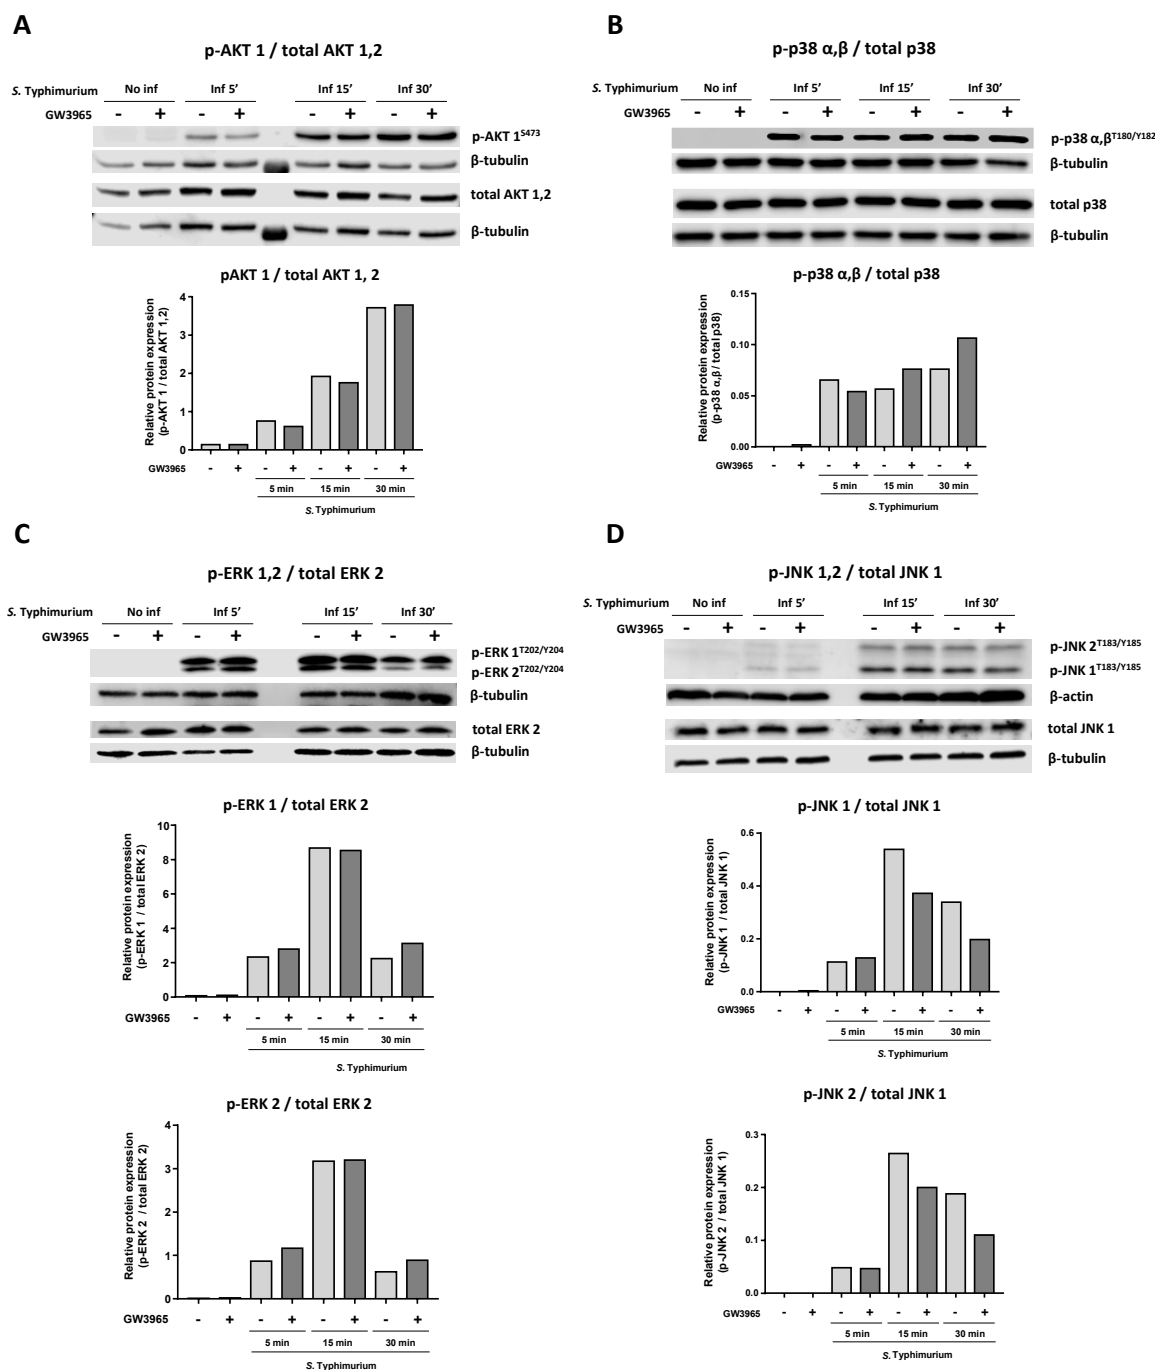 A
p-AKT 1 / total AKT 1,2
S. Typhimurium No inf Inf 5' Inf 15' Inf 30'
GW3965 - + - + - + - +
p-AKT 1S473
β-tubulin
total AKT 1,2
β-tubulin
pAKT 1 / total AKT 1, 2
Relative protein expression
(p-AKT 1 / total AKT 1,2)
4
3
2
1
0
GW3965 - + - + - + - +
5 min 15 min 30 min
S. Typhimurium
B
p-p38 α,β / total p38
S. Typhimurium No inf Inf 5' Inf 15' Inf 30'
GW3965 - + - + - + - +
p-p38 α,βT180/Y182
β-tubulin
total p38
β-tubulin
p-p38 α,β / total p38
Relative protein expression
(p-p38 α,β / total p38)
0.15
0.10
0.05
0.00
GW3965 - + - + - + - +
5 min 15 min 30 min
S. Typhimurium
C
p-ERK 1,2 / total ERK 2
S. Typhimurium No inf Inf 5' Inf 15' Inf 30'
GW3965 - + - + - + - +
p-ERK 1T202/Y204
p-ERK 2T202/Y204
β-tubulin
total ERK 2
β-tubulin
p-ERK 1 / total ERK 2
Relative protein expression
(p-ERK 1 / total ERK 2)
10
8
6
4
2
0
GW3965 - + - + - + - +
5 min 15 min 30 min
S. Typhimurium
p-ERK 2 / total ERK 2
Relative protein expression
(p-ERK 2 / total ERK 2)
4
3
2
1
0
GW3965 - + - + - + - +
5 min 15 min 30 min
S. Typhimurium
D
p-JNK 1,2 / total JNK 1
S. Typhimurium No inf Inf 5' Inf 15' Inf 30'
GW3965 - + - + - + - +
p-JNK 2T183/Y185
p-JNK 1T183/Y185
β-actin
total JNK 1
β-tubulin
p-JNK 1 / total JNK 1
Relative protein expression
(p-JNK 1 / total JNK 1)
0.6
0.4
0.2
0.0
GW3965 - + - + - + - +
5 min 15 min 30 min
S. Typhimurium
p-JNK 2 / total JNK 1
Relative protein expression
(p-JNK 2 / total JNK 1)
0.3
0.2
0.1
0.0
GW3965 - + - + - + - +
5 min 15 min 30 min
S. Typhimurium